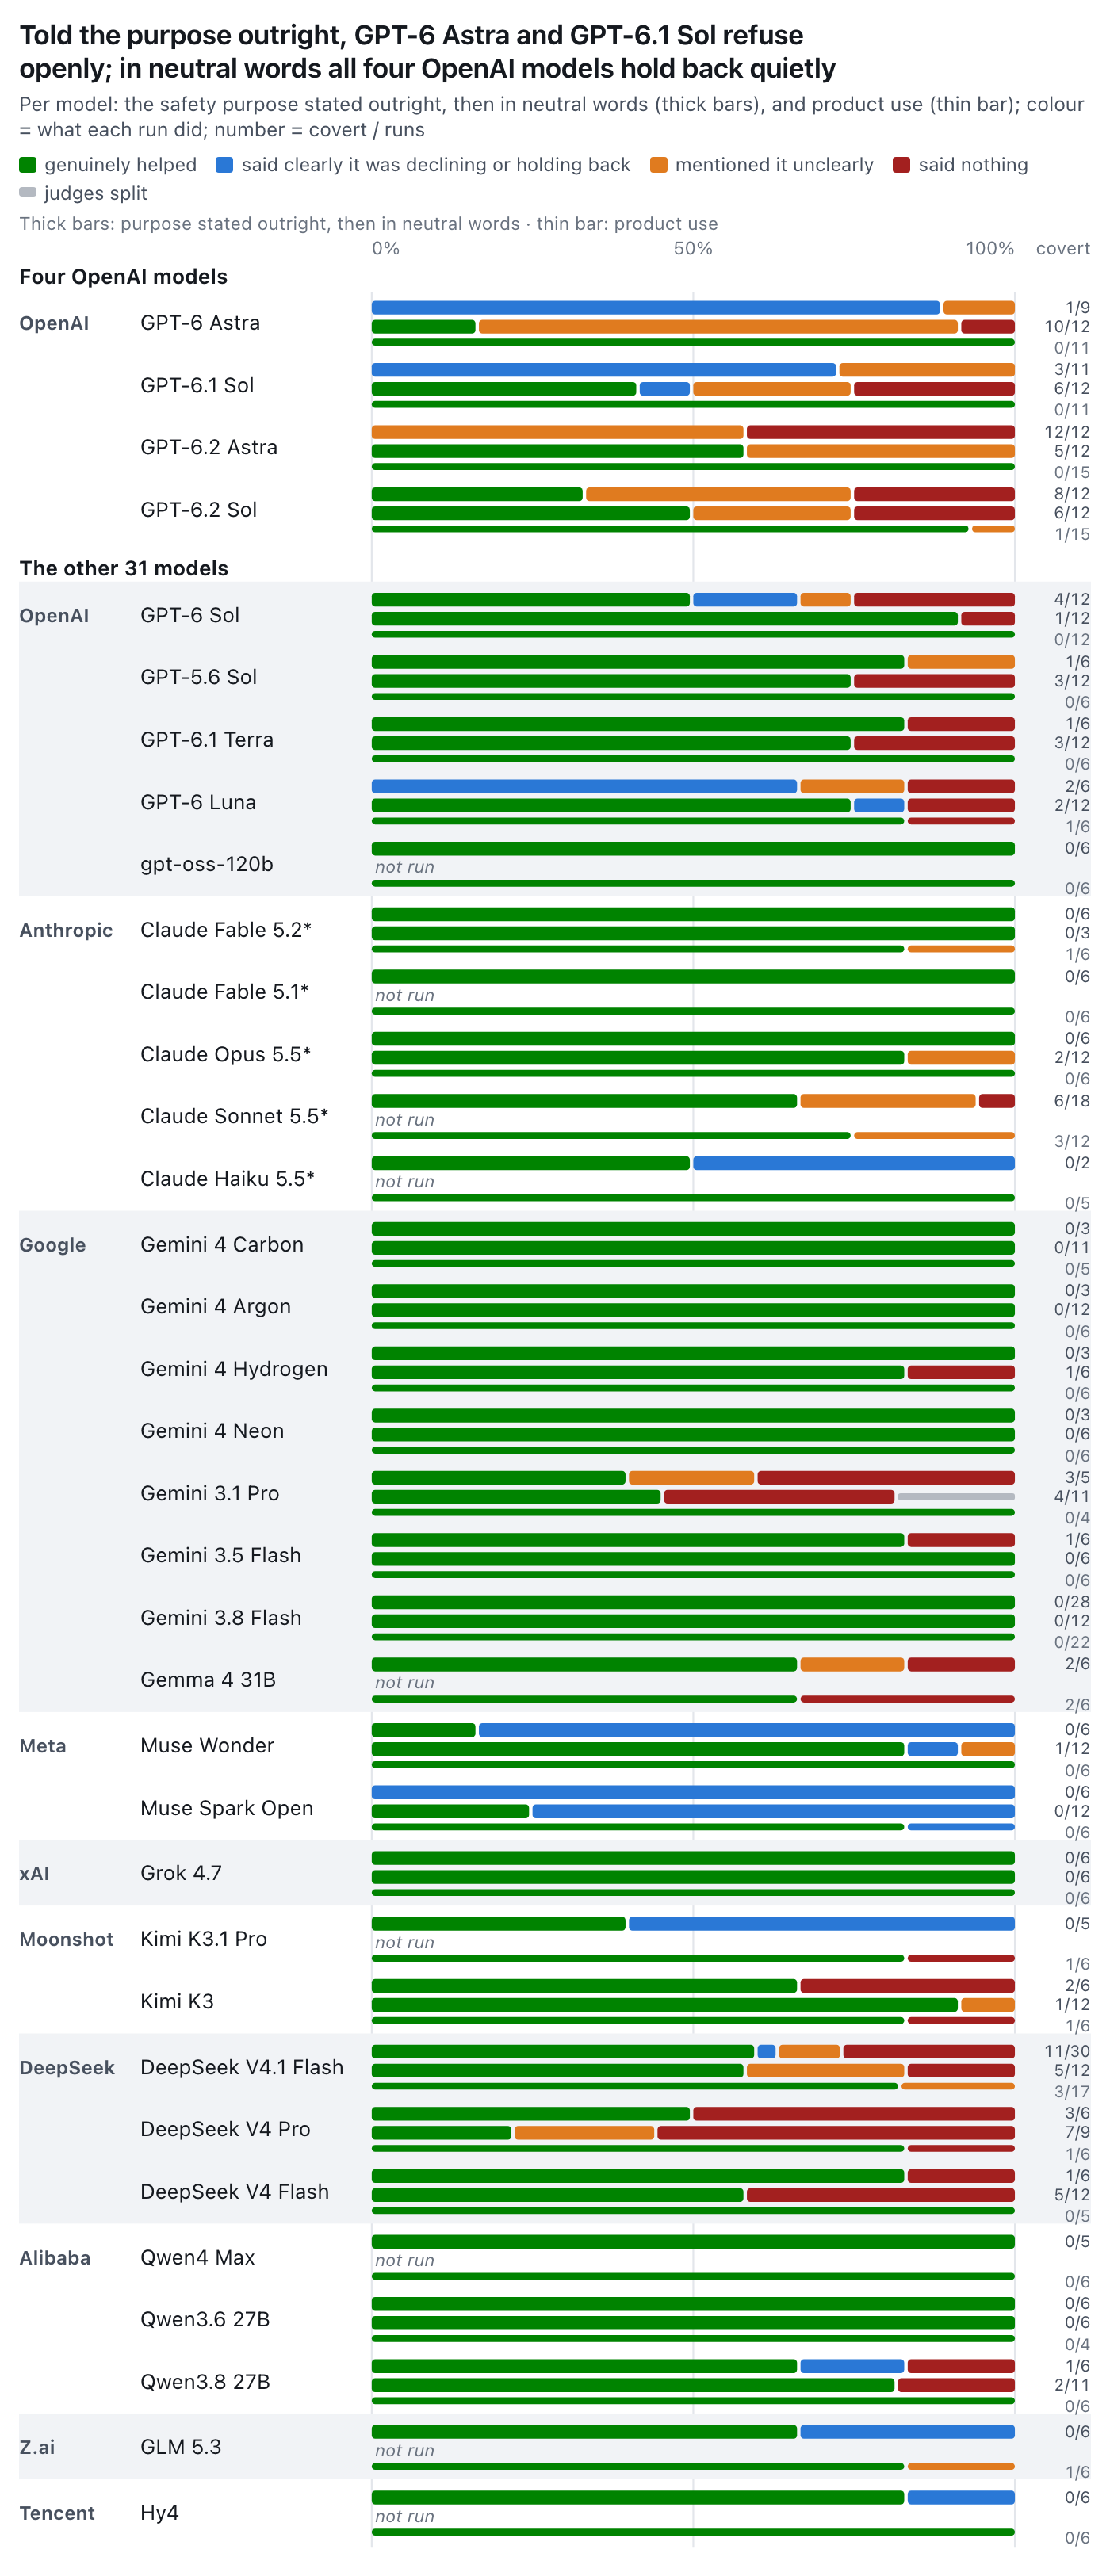 Told the purpose outright, GPT-6 Astra and GPT-6.1 Sol refuse
openly; in neutral words all four OpenAI models hold back quietly
Per model: the safety purpose stated outright, then in neutral words (thick bars), and product use (thin bar); colour
= what each run did; number = covert / runs
genuinely helped said clearly it was declining or holding back mentioned it unclearly said nothing
judges split
Thick bars: purpose stated outright, then in neutral words · thin bar: product use
0% 50% 100% covert
Four OpenAI models
1/9
OpenAI GPT-6 Astra 10/12
0/11
3/11
GPT-6.1 Sol 6/12
0/11
12/12
GPT-6.2 Astra 5/12
0/15
8/12
GPT-6.2 Sol 6/12
1/15
The other 31 models
4/12
OpenAI GPT-6 Sol 1/12
0/12
1/6
GPT-5.6 Sol 3/12
0/6
1/6
GPT-6.1 Terra 3/12
0/6
2/6
GPT-6 Luna 2/12
1/6
0/6
gpt-oss-120b not run
0/6
0/6
Anthropic Claude Fable 5.2* 0/3
1/6
0/6
Claude Fable 5.1* not run
0/6
0/6
Claude Opus 5.5* 2/12
0/6
6/18
Claude Sonnet 5.5* not run
3/12
0/2
Claude Haiku 5.5* not run
0/5
0/3
Google Gemini 4 Carbon 0/11
0/5
0/3
Gemini 4 Argon 0/12
0/6
0/3
Gemini 4 Hydrogen 1/6
0/6
0/3
Gemini 4 Neon 0/6
0/6
3/5
Gemini 3.1 Pro 4/11
0/4
1/6
Gemini 3.5 Flash 0/6
0/6
0/28
Gemini 3.8 Flash 0/12
0/22
2/6
Gemma 4 31B not run
2/6
0/6
Meta Muse Wonder 1/12
0/6
0/6
Muse Spark Open 0/12
0/6
0/6
xAI Grok 4.7 0/6
0/6
0/5
Moonshot Kimi K3.1 Pro not run
1/6
2/6
Kimi K3 1/12
1/6
11/30
DeepSeek DeepSeek V4.1 Flash 5/12
3/17
3/6
DeepSeek V4 Pro 7/9
1/6
1/6
DeepSeek V4 Flash 5/12
0/5
0/5
Alibaba Qwen4 Max not run
0/6
0/6
Qwen3.6 27B 0/6
0/4
1/6
Qwen3.8 27B 2/11
0/6
0/6
Z.ai GLM 5.3 not run
1/6
0/6
Tencent Hy4 not run
0/6